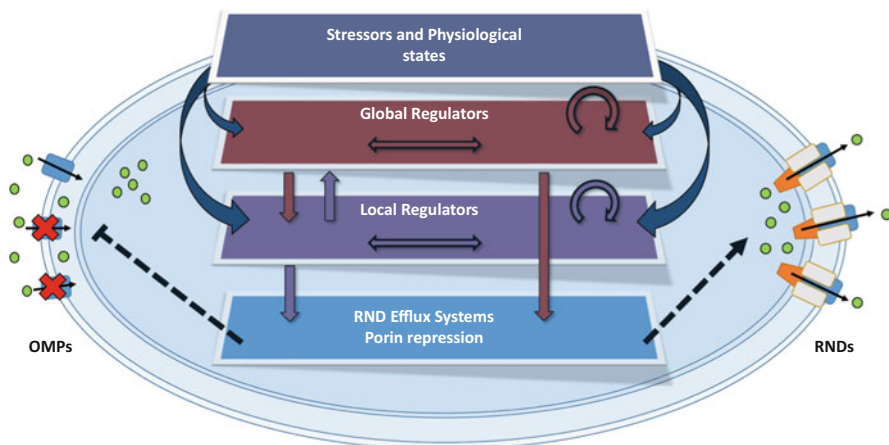 Stressors and Physiological
states
Global Regulators
Local Regulators
RND Efflux Systems
Porin repression
OMPs
RNDs